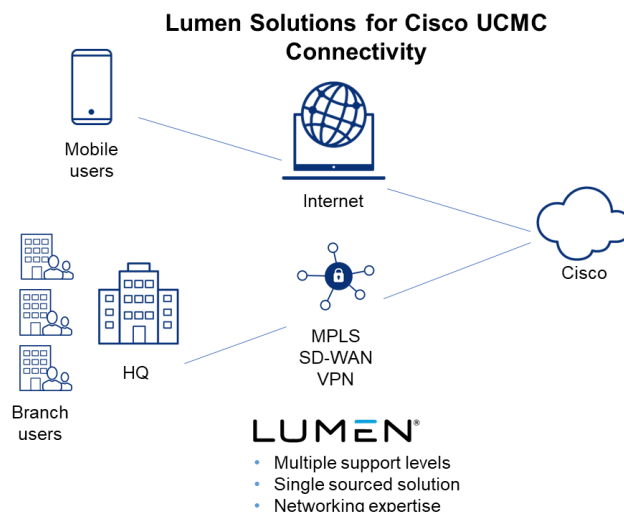 Lumen Solutions for Cisco UCMC
Connectivity
Mobile
users
Internet
Cisco
MPLS
SD-WAN
VPN
HQ
Branch
users
LUMEN®
• Multiple support levels
• Single sourced solution
• Networking expertise